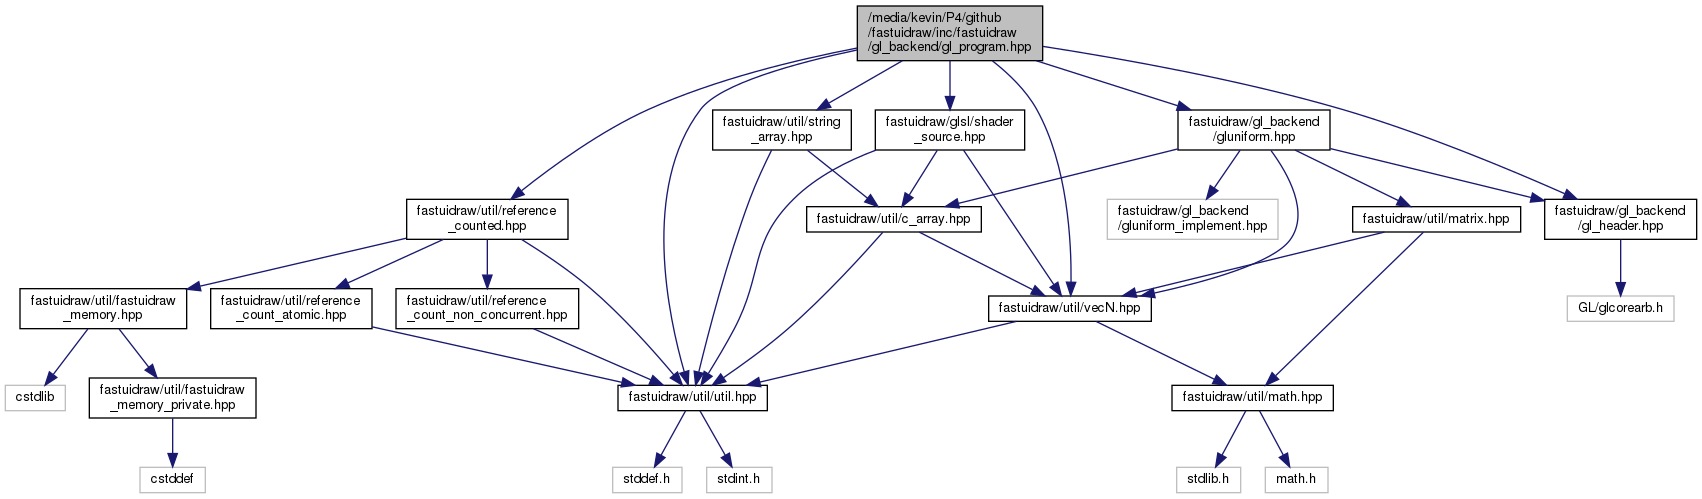 /media/kevin/P4/github
/fastuidraw/inc/fastuidraw
/gl_backend/gl_program.hpp
fastuidraw/util/string
_array.hpp
fastuidraw/glsl/shader
_source.hpp
fastuidraw/gl_backend
/gluniform.hpp
fastuidraw/util/reference
_counted.hpp
fastuidraw/util/c_array.hpp
fastuidraw/gl_backend
/gluniform_implement.hpp
fastuidraw/util/matrix.hpp
fastuidraw/gl_backend
/gl_header.hpp
fastuidraw/util/fastuidraw
_memory.hpp
fastuidraw/util/reference
_count_atomic.hpp
fastuidraw/util/reference
_count_non_concurrent.hpp
fastuidraw/util/vecN.hpp
GL/glcorearb.h
cstdlib
fastuidraw/util/fastuidraw
_memory_private.hpp
fastuidraw/util/util.hpp
fastuidraw/util/math.hpp
cstddef
stddef.h
stdint.h
stdlib.h
math.h